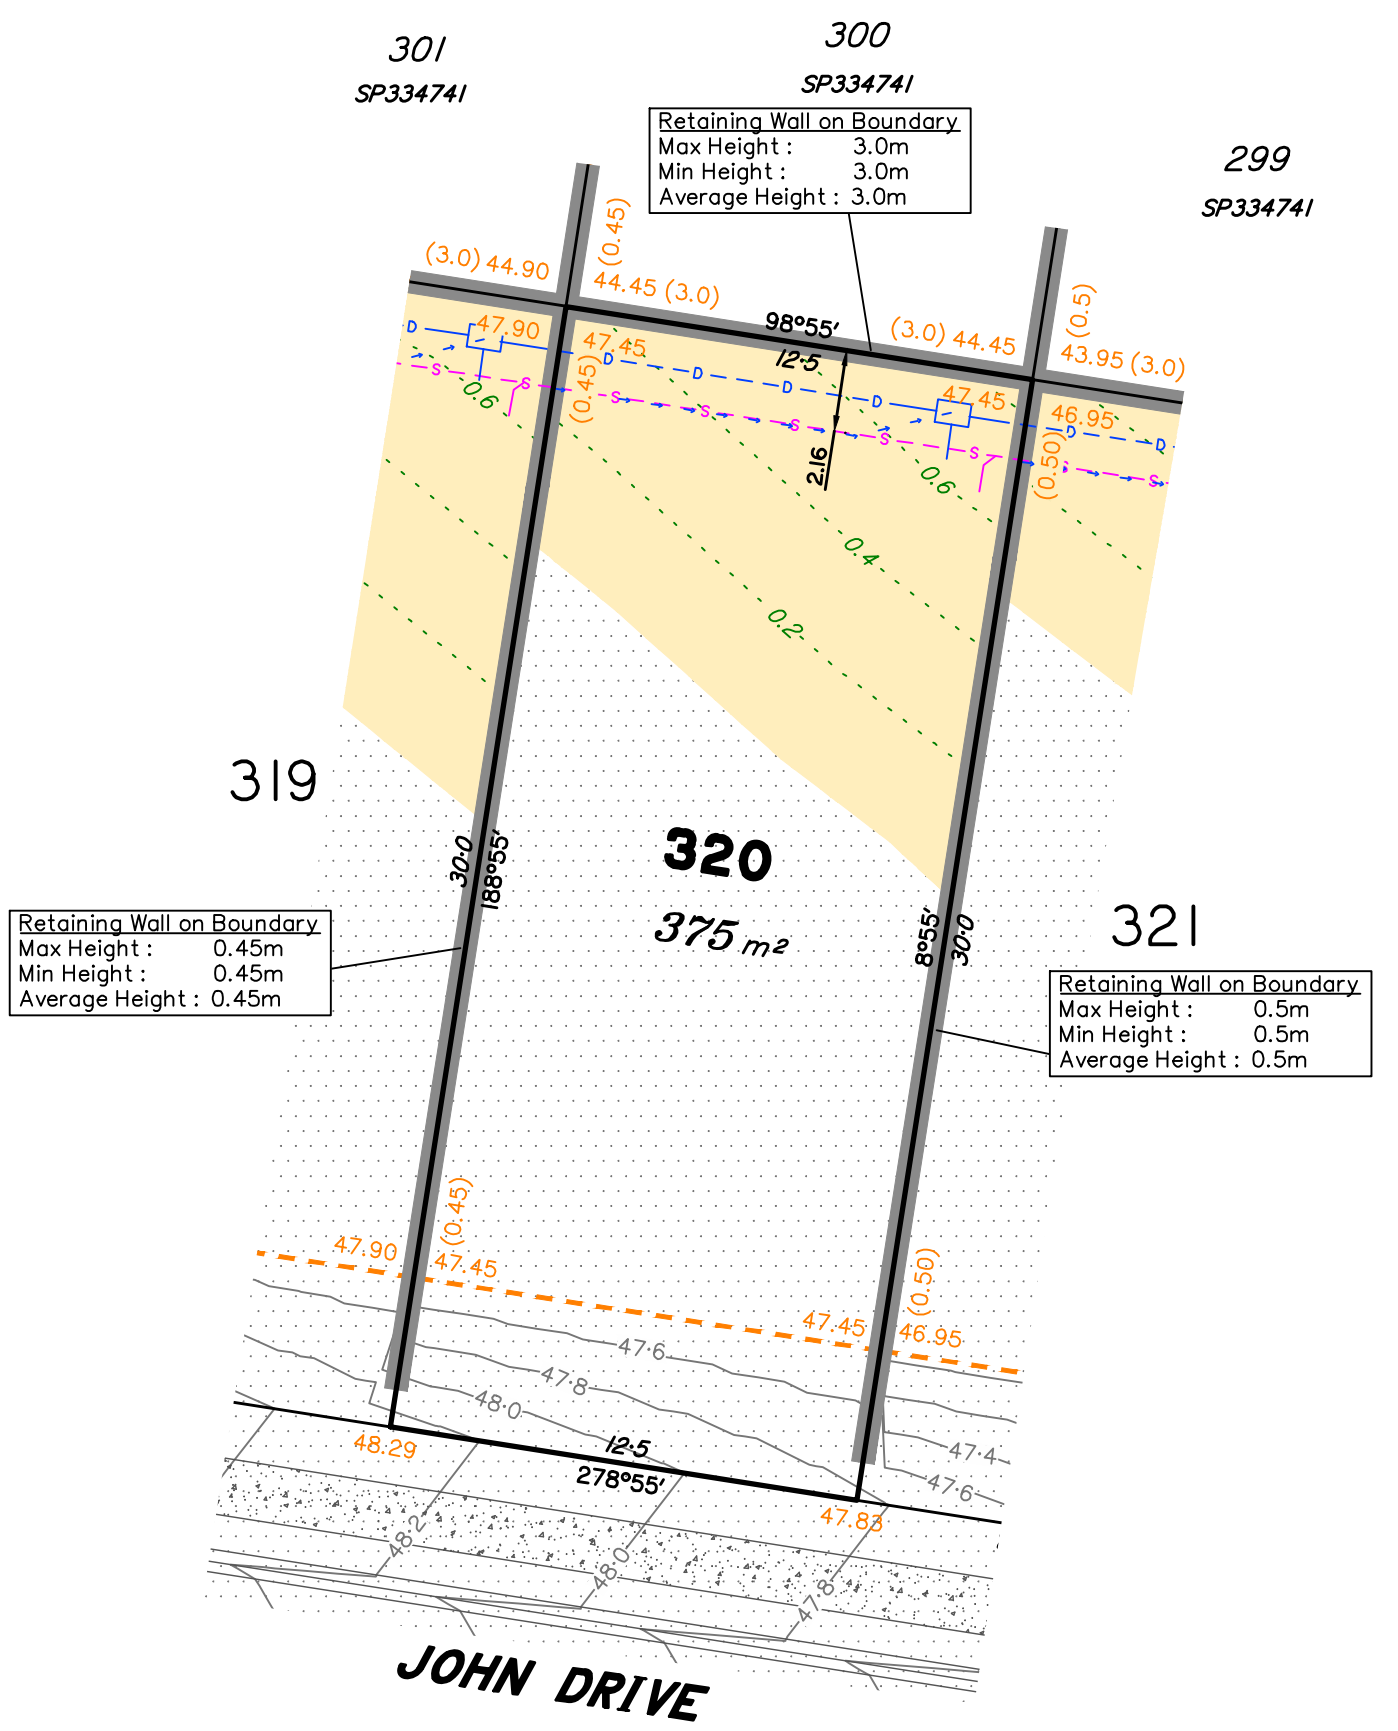 301
SP334741
300
SP334741
299
SP334741
Retaining Wall on Boundary
Max Height : 3.0m
Min Height : 3.0m
Average Height : 3.0m
(0.45)
(3.0) 44.90
44.45 (3.0)
(0.5)
98°55'
(3.0) 44.45
43.95 (3.0)
12·5
D
47.90
47.45
D
D
D
D
47.45
46.95
D
D
S
S
(0.45)
S
S
S
S
S
(0.50)
S
S
0.6
2.16
0.6
0.4
0.2
319
320
375 m²
30·0
188°55'
8°55'
30·0
321
Retaining Wall on Boundary
Max Height : 0.45m
Min Height : 0.45m
Average Height : 0.45m
Retaining Wall on Boundary
Max Height : 0.5m
Min Height : 0.5m
Average Height : 0.5m
(0.45)
47.90
47.45
(0.50)
47.45
46.95
47·6
47·8
48·0
47·4
47·6
48.29
12·5
278°55'
47.83
48·2
48·0
47·8
JOHN DRIVE